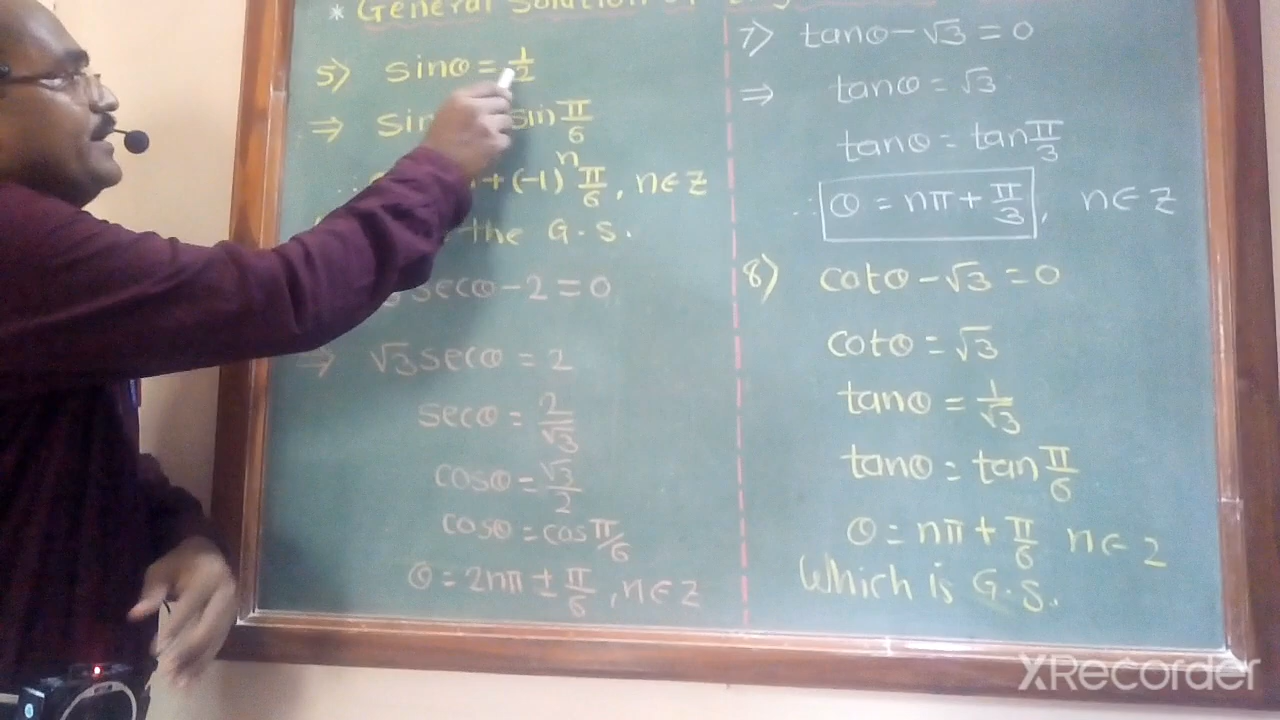 * General Solution of
5) sinθ = 1/2
⇒ sin sin π/6
∴ + (-1)ⁿ π/6, n∈Z
the G.S.
secθ - 2 = 0
⇒ √3 secθ = 2
secθ = 2/√3
cosθ = √3/2
cosθ = cos π/6
θ = 2nπ ± π/6, n∈Z
7) tanθ - √3 = 0
⇒ tanθ = √3
tanθ = tan π/3
∴ θ = nπ + π/3, n∈Z
8) cotθ - √3 = 0
cotθ = √3
tanθ = 1/√3
tanθ = tan π/6
θ = nπ + π/6 n∈Z
Which is G.S.
XRecorder